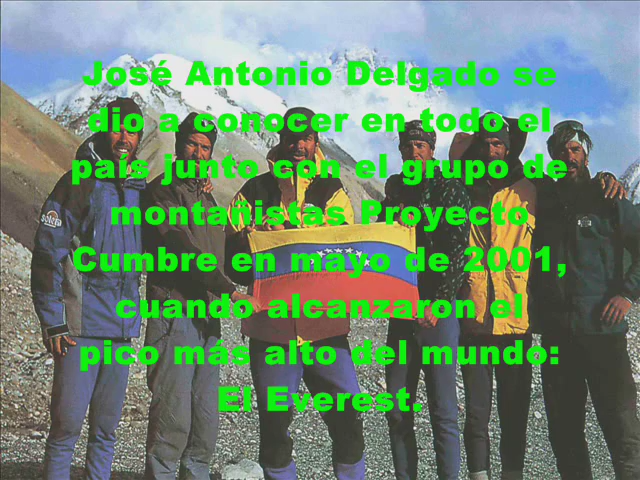 José Antonio Delgado se
dio a conocer en todo el
país junto con el grupo de
montañistas Proyecto
Cumbre en mayo de 2001,
cuando alcanzaron el
pico más alto del mundo:
El Everest.